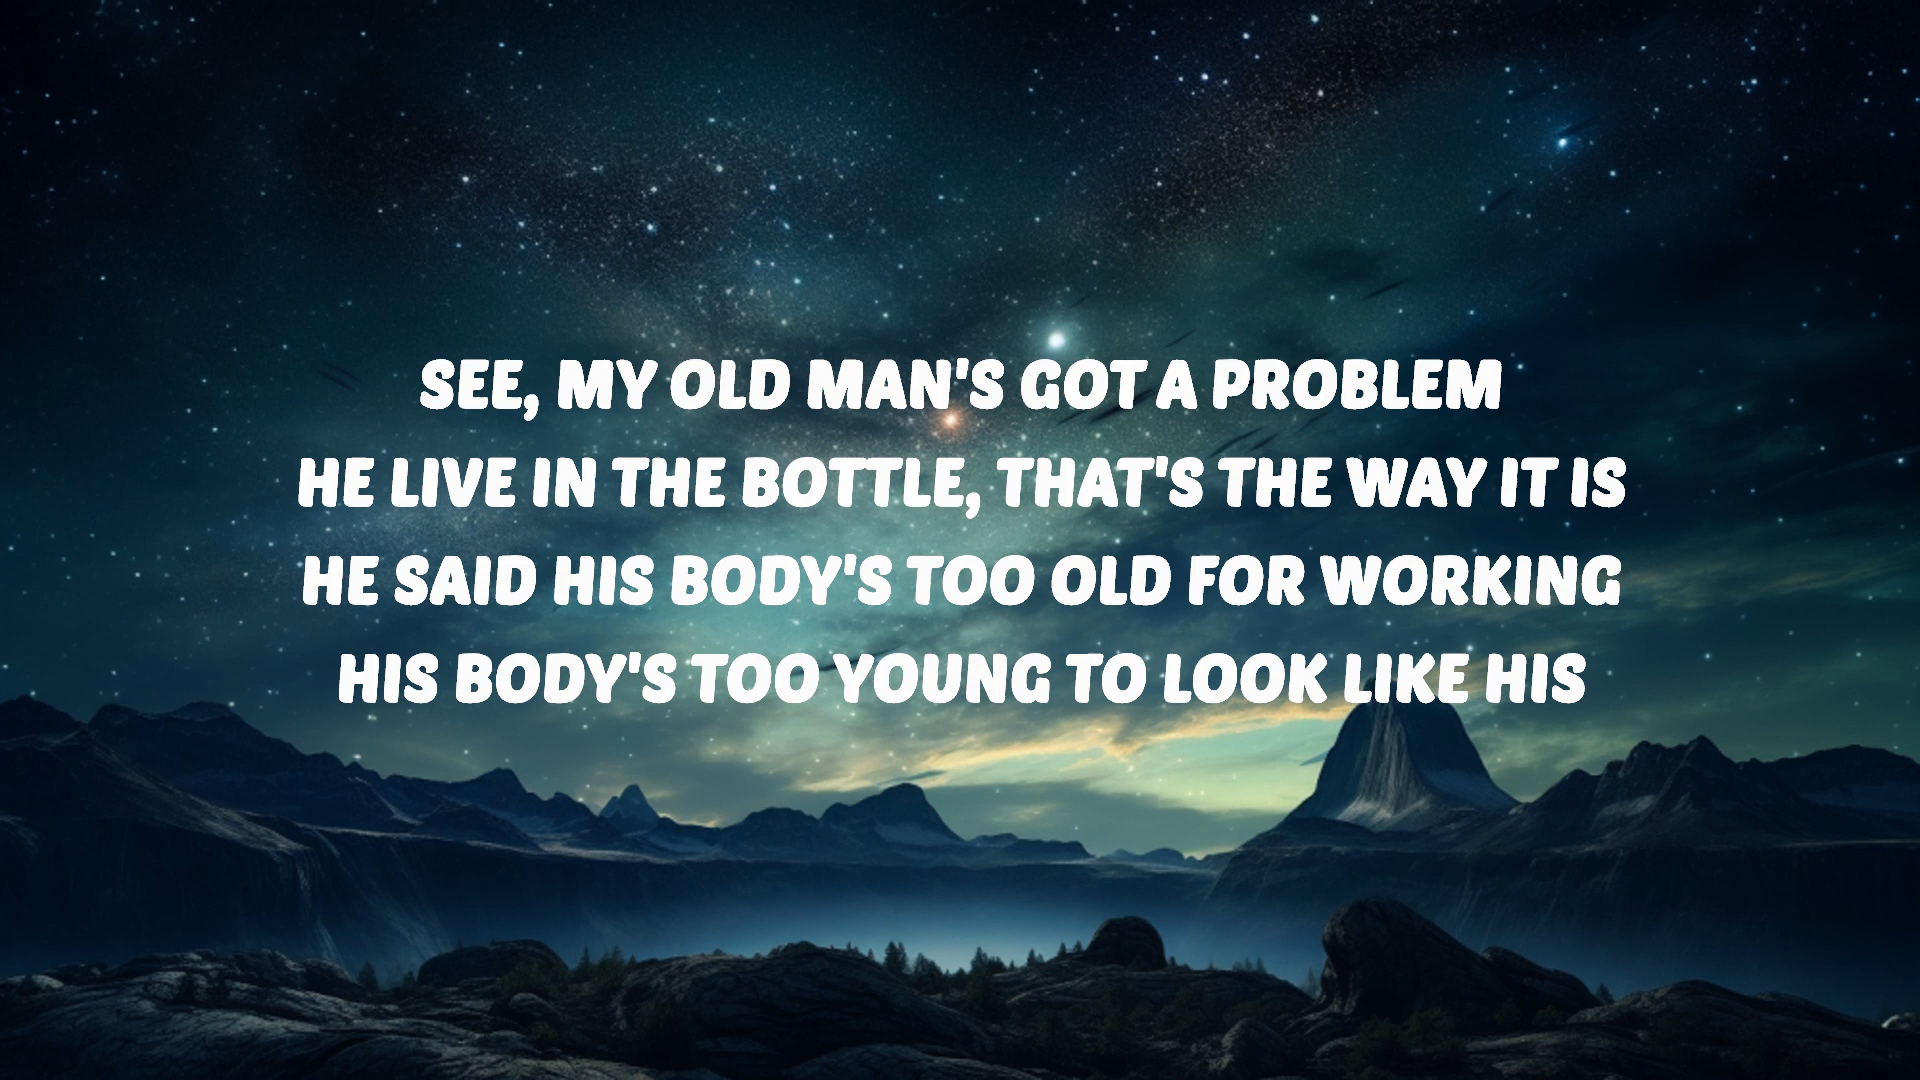 SEE, MY OLD MAN'S GOT A PROBLEM
HE LIVE IN THE BOTTLE, THAT'S THE WAY IT IS
HE SAID HIS BODY'S TOO OLD FOR WORKING
HIS BODY'S TOO YOUNG TO LOOK LIKE HIS